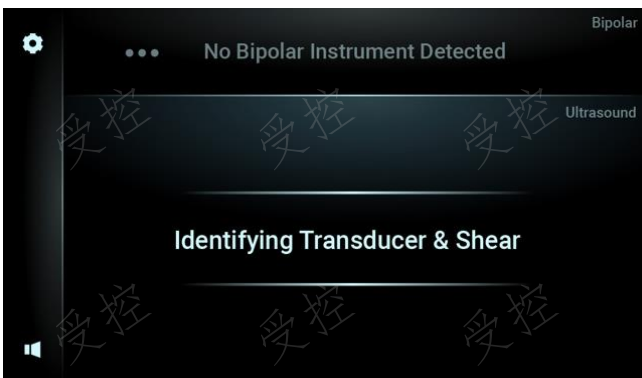 Bipolar
No Bipolar Instrument Detected
Ultrasound
受控 受控 受控
Identifying Transducer & Shear
受控 受控 受控